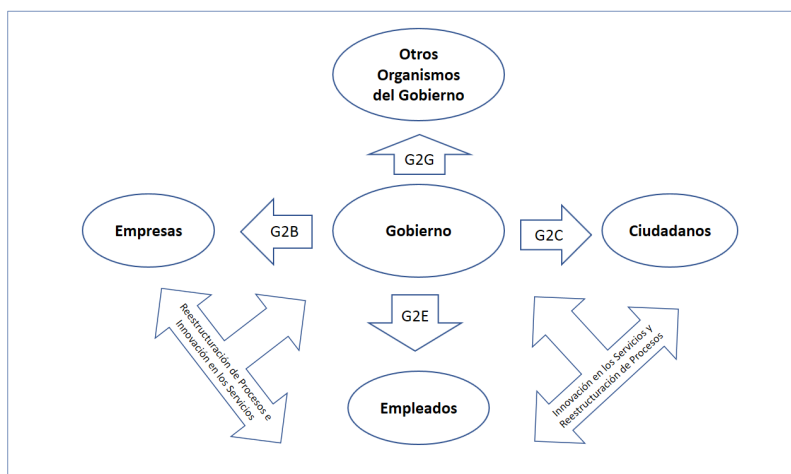 Otros
Organismos
del Gobierno
G2G
Empresas
G2B
Gobierno
G2C
Ciudadanos
G2E
Reestructuración de Procesos e
Innovación en los Servicios
Innovación en los Servicios y
Reestructuración de Procesos
Empleados